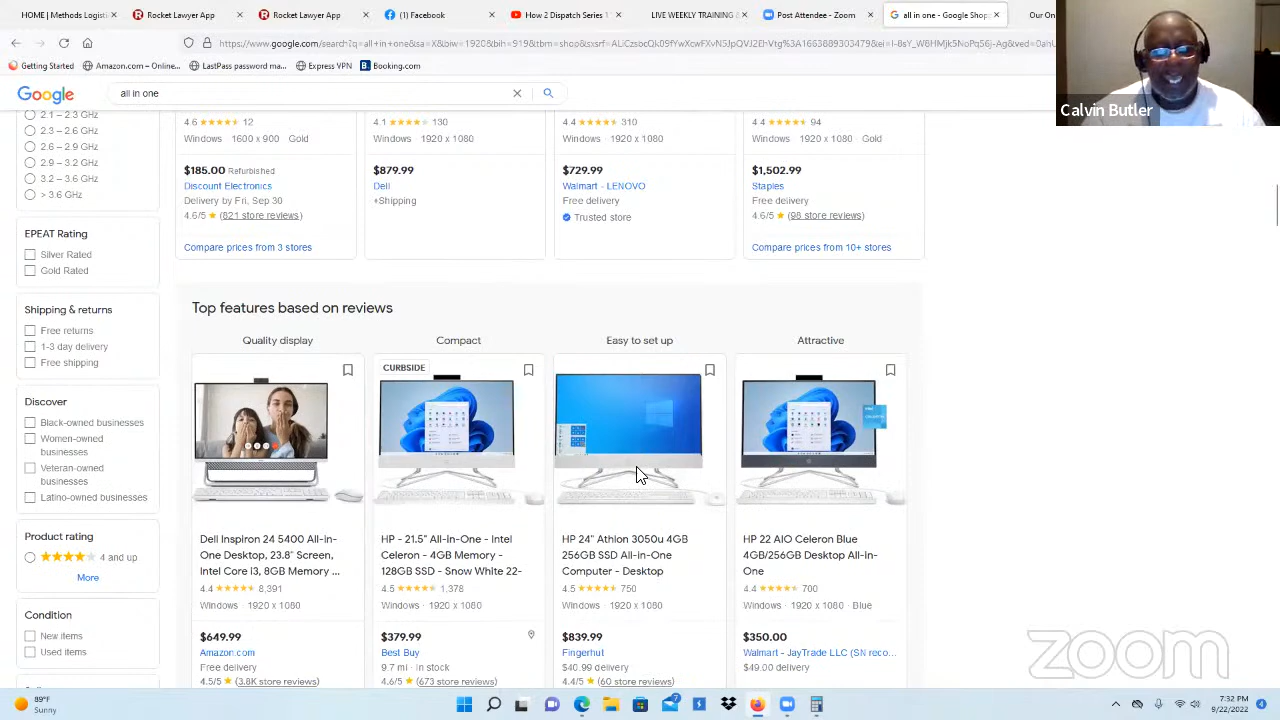 HOME | Motists Logist
Rocket Lawyer App
Rocket Lawyer App
(1) Facebook
How 2 Dispatch Series 1
LIVE WEEKLY TRAINING &
Post Attendee - Zoom
all in one - Google Shop
Our On
Getting Started
Amazon.com – Online...
LastPass password ma...
Express VPN
Booking.com
Google
all in one
Calvin Butler
2.1 – 2.3 GHz
2.3 – 2.6 GHz
2.6 – 2.9 GHz
2.9 – 3.2 GHz
3.2 – 3.6 GHz
> 3.6 GHz
EPEAT Rating
Silver Rated
Gold Rated
Shipping & returns
Free returns
1-3 day delivery
Free shipping
Discover
Black-owned businesses
Women-owned
businesses
Veteran-owned
businesses
Latino-owned businesses
Product rating
4 and up
More
Condition
New items
Used items
4.6 ★★★★★ 12
Windows · 1600 x 900 · Gold
$185.00 Refurbished
Discount Electronics
Delivery by Fri, Sep 30
4.6/5 ★ (821 store reviews)
Compare prices from 3 stores
4.1 ★★★★★ 130
Windows · 1920 x 1080
$879.99
Dell
+Shipping
4.4 ★★★★★ 310
Windows · 1920 x 1080
$729.99
Walmart - LENOVO
Free delivery
Trusted store
4.4 ★★★★★ 94
Windows · 1920 x 1080 · Gold
$1,502.99
Staples
Free delivery
4.6/5 ★ (98 store reviews)
Compare prices from 10+ stores
Top features based on reviews
Quality display
Dell Inspiron 24 5400 All-in-
One Desktop, 23.8" Screen,
Intel Core I3, 8GB Memory ...
4.4 ★★★★★ 8,391
Windows · 1920 x 1080
$649.99
Amazon.com
Free delivery
4.5/5 ★ (3.8K store reviews)
Compact
CURBSIDE
HP - 21.5" All-in-One - Intel
Celeron - 4GB Memory -
128GB SSD - Snow White 22-
4.5 ★★★★★ 1,378
Windows · 1920 x 1080
$379.99
Best Buy
9.7 mi · In stock
4.6/5 ★ (673 store reviews)
Easy to set up
HP 24" Athlon 3050u 4GB
256GB SSD All-in-One
Computer - Desktop
4.5 ★★★★★ 750
Windows · 1920 x 1080
$839.99
Fingerhut
$40.99 delivery
4.4/5 ★ (60 store reviews)
Attractive
HP 22 AIO Celeron Blue
4GB/256GB Desktop All-in-
One
4.4 ★★★★★ 700
Windows · 1920 x 1080 · Blue
$350.00
Walmart - JayTrade LLC (SN reco...
$49.00 delivery
zoom
89°F
Sunny
7:32 PM
9/22/2022